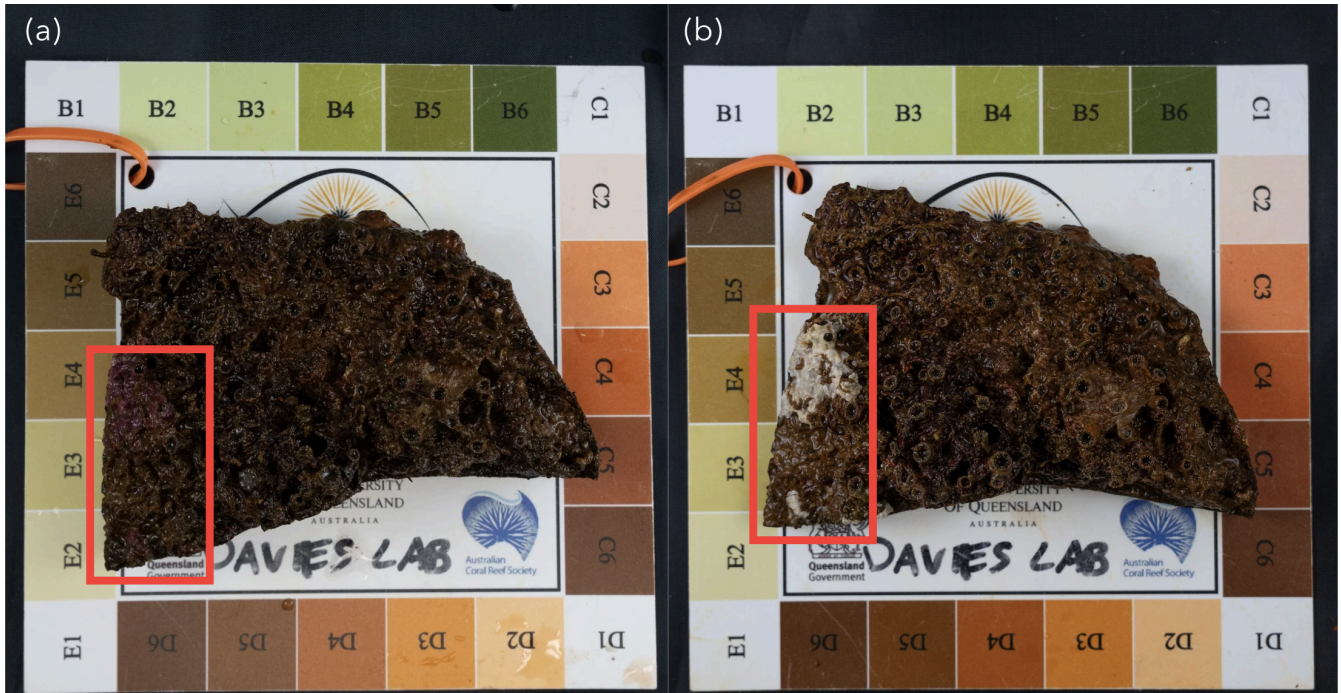 (a)
B1 B2 B3 B4 B5 B6 C1
E6 C2
E5 C3
E4 C4
E3 C5
E2 C6
E1 D6 D5 D4 D3 D2 D1
QUEENSLAND
AUSTRALIA
DAVIES LAB
Queensland
Government
Australian
Coral Reef Society
(b)
B1 B2 B3 B4 B5 B6 C1
E6 C2
E5 C3
E4 C4
E3 C5
E2 C6
E1 D6 D5 D4 D3 D2 D1
OF QUEENSLAND
AUSTRALIA
DAVIES LAB
Queensland
Government
Australian
Coral Reef Society